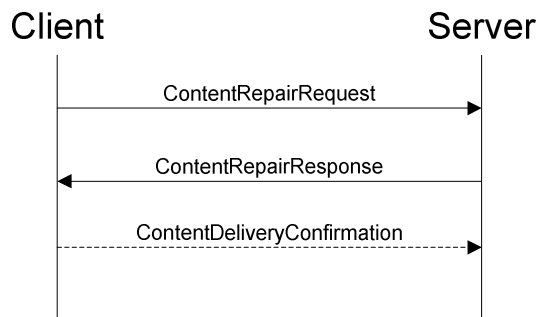 Client
Server
ContentRepairRequest
ContentRepairResponse
ContentDeliveryConfirmation